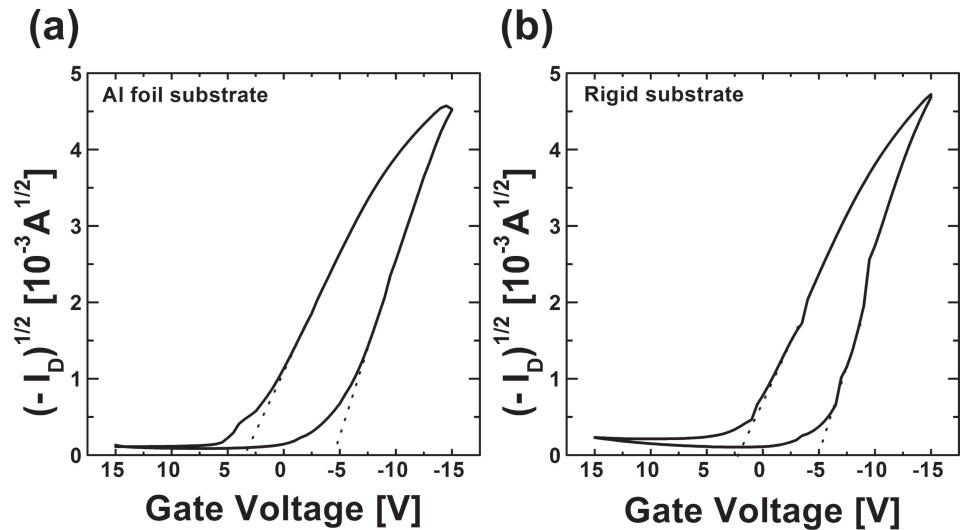 (a)
(b)
Al foil substrate
Rigid substrate
5
4
3
2
1
0
15 10 5 0 -5 -10 -15
(- I_D)^1/2 [10^-3 A^1/2]
Gate Voltage [V]
5
4
3
2
1
0
15 10 5 0 -5 -10 -15
(- I_D)^1/2 [10^-3 A^1/2]
Gate Voltage [V]